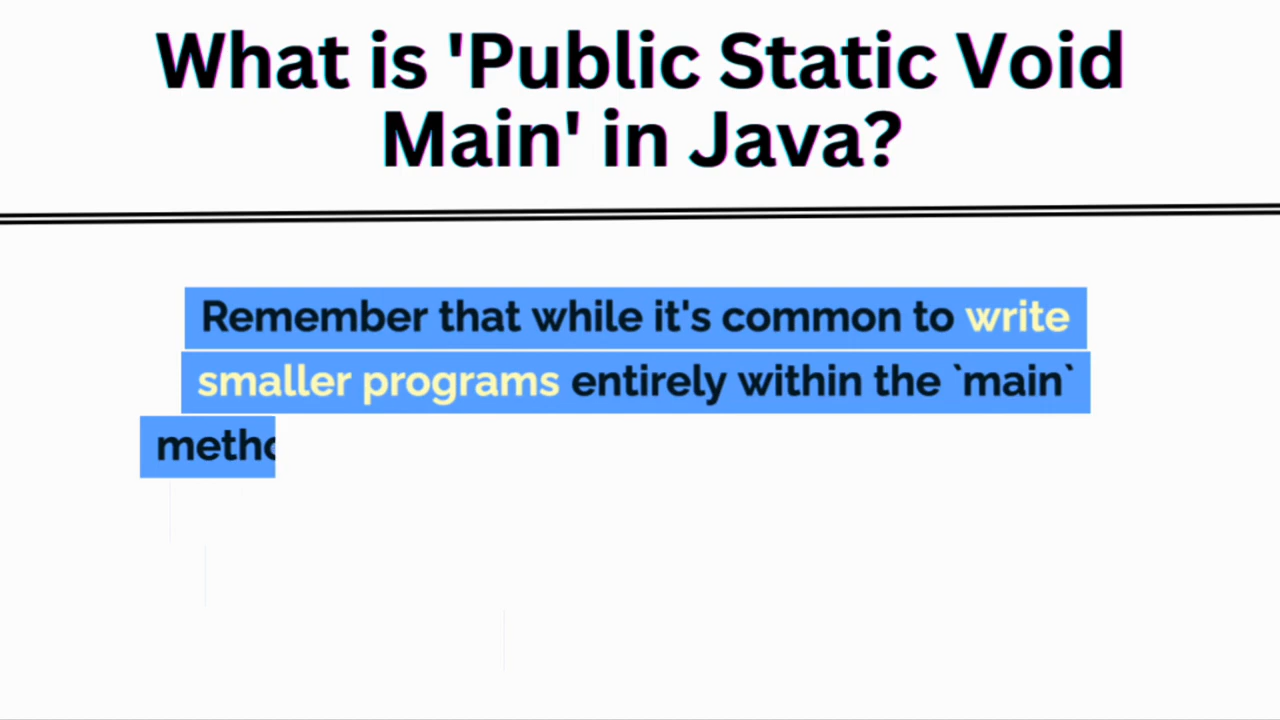 What is 'Public Static Void
Main' in Java?
Remember that while it's common to write
smaller programs entirely within the `main`